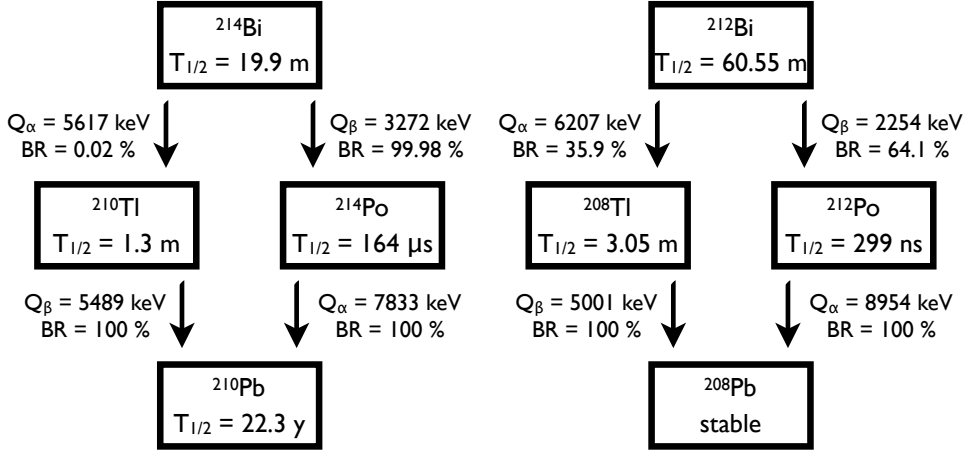 ²¹⁴Bi
T₁/₂ = 19.9 m
²¹²Bi
T₁/₂ = 60.55 m
Qα = 5617 keV
BR = 0.02 %
Qβ = 3272 keV
BR = 99.98 %
Qα = 6207 keV
BR = 35.9 %
Qβ = 2254 keV
BR = 64.1 %
²¹⁰Tl
T₁/₂ = 1.3 m
²¹⁴Po
T₁/₂ = 164 μs
²⁰⁸Tl
T₁/₂ = 3.05 m
²¹²Po
T₁/₂ = 299 ns
Qβ = 5489 keV
BR = 100 %
Qα = 7833 keV
BR = 100 %
Qβ = 5001 keV
BR = 100 %
Qα = 8954 keV
BR = 100 %
²¹⁰Pb
T₁/₂ = 22.3 y
²⁰⁸Pb
stable